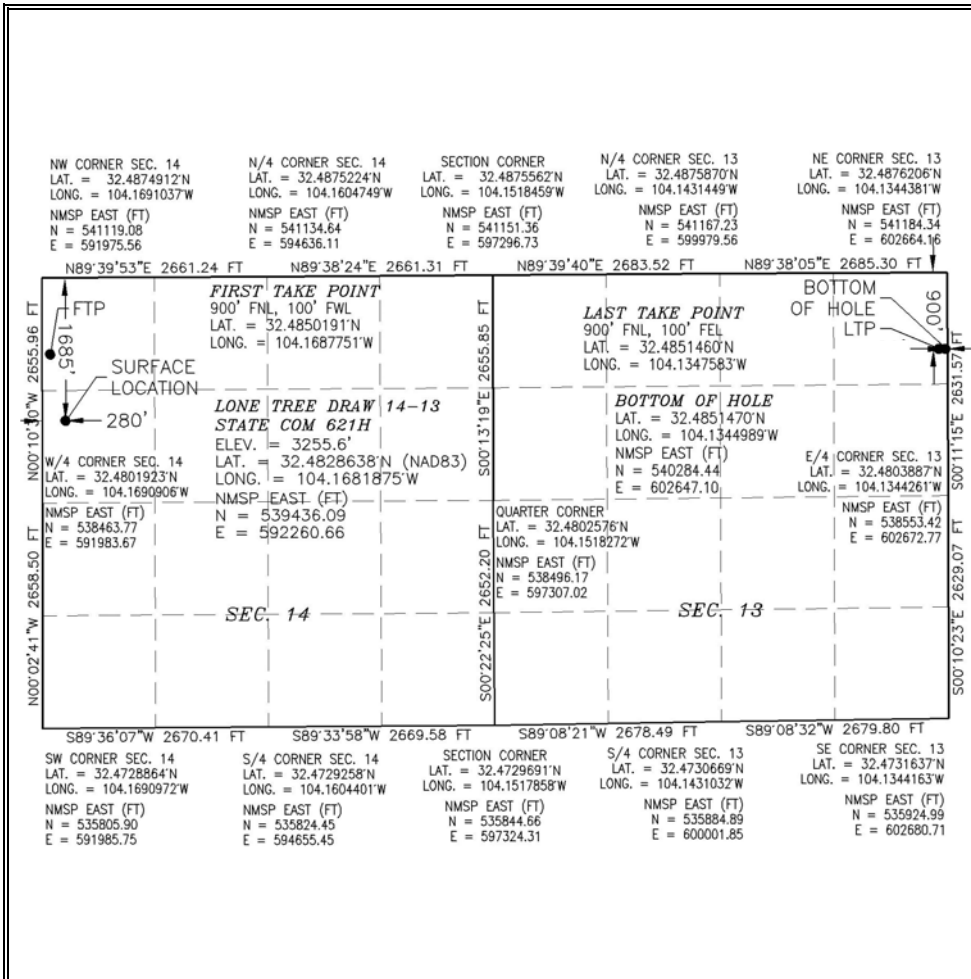 NW CORNER SEC. 14
LAT. = 32.4874912'N
LONG. = 104.1691037'W
NMSP EAST (FT)
N = 541119.08
E = 591975.56
N/4 CORNER SEC. 14
LAT. = 32.4875224'N
LONG. = 104.1604749'W
NMSP EAST (FT)
N = 541134.64
E = 594636.11
SECTION CORNER
LAT. = 32.4875562'N
LONG. = 104.1518459'W
NMSP EAST (FT)
N = 541151.36
E = 597296.73
N/4 CORNER SEC. 13
LAT. = 32.4875870'N
LONG. = 104.1431449'W
NMSP EAST (FT)
N = 541167.23
E = 599979.56
NE CORNER SEC. 13
LAT. = 32.4876206'N
LONG. = 104.1344381'W
NMSP EAST (FT)
N = 541184.34
E = 602664.16
N89°39'53"E 2661.24 FT
N89°38'24"E 2661.31 FT
N89°39'40"E 2683.52 FT
N89°38'05"E 2685.30 FT
FTP
1685'
SURFACE
LOCATION
280'
FIRST TAKE POINT
900' FNL, 100' FWL
LAT. = 32.4850191'N
LONG. = 104.1687751'W
LONE TREE DRAW 14-13
STATE COM 621H
ELEV. = 3255.6'
LAT. = 32.4828638'N (NAD83)
LONG. = 104.1681875'W
NMSP EAST (FT)
N = 539436.09
E = 592260.66
LAST TAKE POINT
900' FNL, 100' FEL
LAT. = 32.4851460'N
LONG. = 104.1347583'W
BOTTOM
OF HOLE
LTP
900'
BOTTOM OF HOLE
LAT. = 32.4851470'N
LONG. = 104.1344989'W
NMSP EAST (FT)
N = 540284.44
E = 602647.10
N00°10'30"W 2655.96 FT
S00°13'19"E 2655.85 FT
S00°11'15"E 2631.57 FT
W/4 CORNER SEC. 14
LAT. = 32.4801923'N
LONG. = 104.1690906'W
NMSP EAST (FT)
N = 538463.77
E = 591983.67
QUARTER CORNER
LAT. = 32.4802576'N
LONG. = 104.1518272'W
NMSP EAST (FT)
N = 538496.17
E = 597307.02
E/4 CORNER SEC. 13
LAT. = 32.4803887'N
LONG. = 104.1344261'W
NMSP EAST (FT)
N = 538553.42
E = 602672.77
N00°02'41"W 2658.50 FT
S00°22'25"E 2652.20 FT
S00°10'23"E 2629.07 FT
SEC. 14
SEC. 13
S89°36'07"W 2670.41 FT
S89°33'58"W 2669.58 FT
S89°08'21"W 2678.49 FT
S89°08'32"W 2679.80 FT
SW CORNER SEC. 14
LAT. = 32.4728864'N
LONG. = 104.1690972'W
NMSP EAST (FT)
N = 535805.90
E = 591985.75
S/4 CORNER SEC. 14
LAT. = 32.4729258'N
LONG. = 104.1604401'W
NMSP EAST (FT)
N = 535824.45
E = 594655.45
SECTION CORNER
LAT. = 32.4729691'N
LONG. = 104.1517858'W
NMSP EAST (FT)
N = 535844.66
E = 597324.31
S/4 CORNER SEC. 13
LAT. = 32.4730669'N
LONG. = 104.1431032'W
NMSP EAST (FT)
N = 535884.89
E = 600001.85
SE CORNER SEC. 13
LAT. = 32.4731637'N
LONG. = 104.1344163'W
NMSP EAST (FT)
N = 535924.99
E = 602680.71